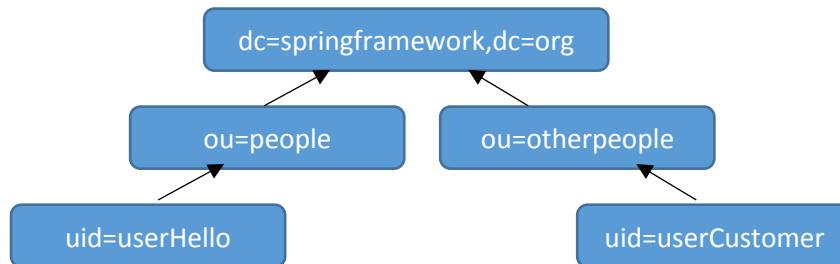 dc=springframework,dc=org
ou=people
ou=otherpeople
uid=userHello
uid=userCustomer